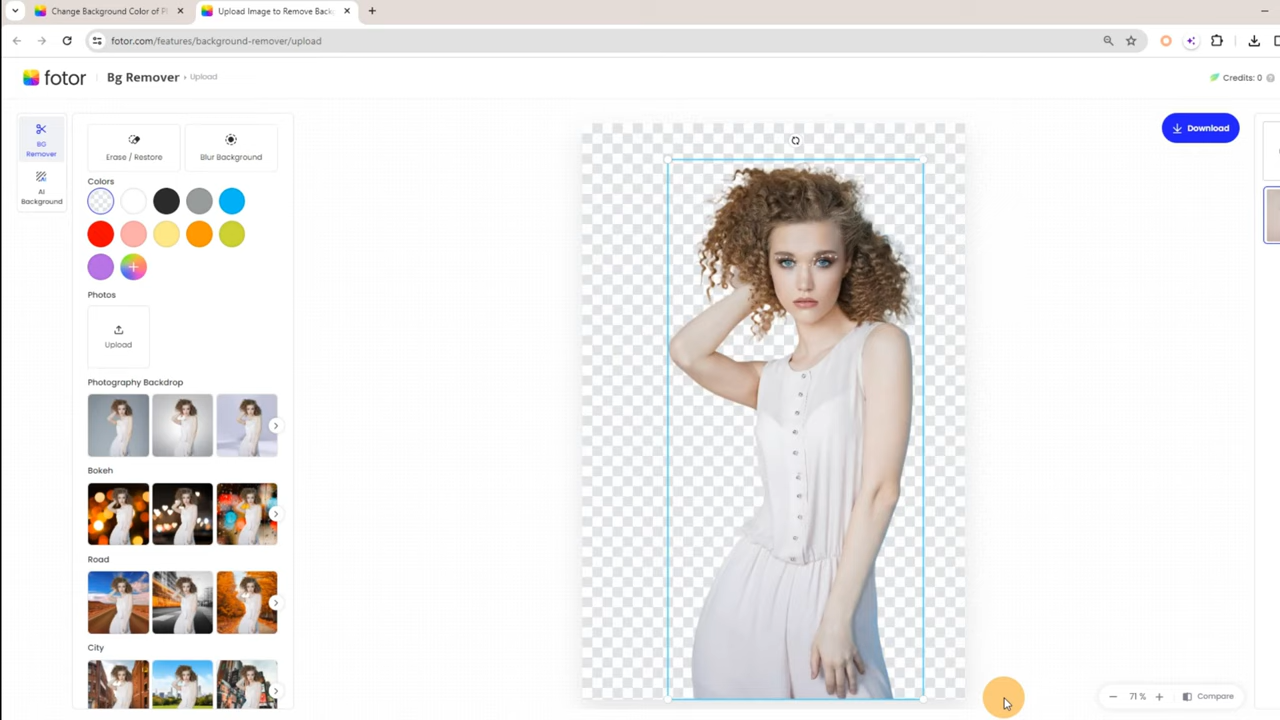 Change Background Color of P
Upload Image to Remove Back
fotor.com/features/background-remover/upload
fotor
Bg Remover
Upload
Credits: 0
BG Remover
AI Background
Erase / Restore
Blur Background
Colors
Photos
Upload
Photography Backdrop
Bokeh
Road
City
Download
71 %
Compare